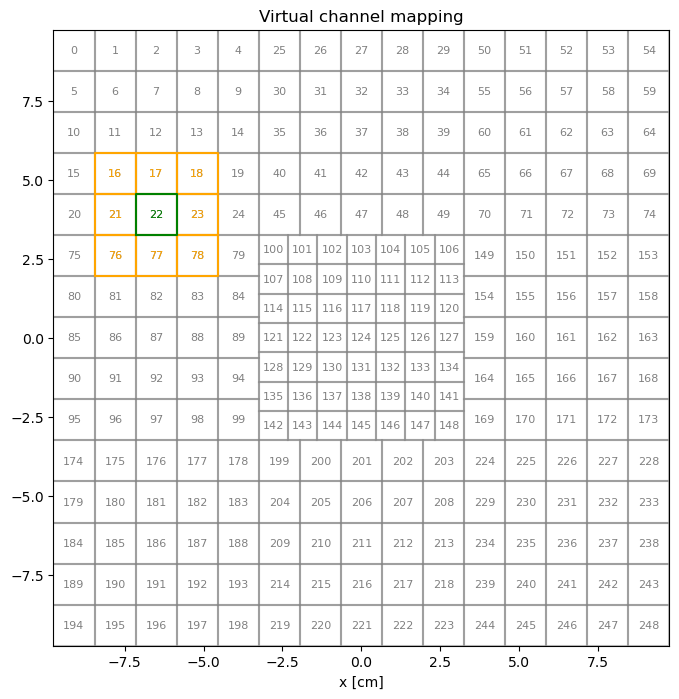 Virtual channel mapping
0 1 2 3 4 25 26 27 28 29 50 51 52 53 54
5 6 7 8 9 30 31 32 33 34 55 56 57 58 59
7.5
10 11 12 13 14 35 36 37 38 39 60 61 62 63 64
15 16 17 18 19 40 41 42 43 44 65 66 67 68 69
5.0
20 21 22 23 24 45 46 47 48 49 70 71 72 73 74
75 76 77 78 79 100 101 102 103 104 105 106 149 150 151 152 153
2.5
80 81 82 83 84 107 108 109 110 111 112 113 154 155 156 157 158
114 115 116 117 118 119 120
0.0
85 86 87 88 89 121 122 123 124 125 126 127 159 160 161 162 163
128 129 130 131 132 133 134
90 91 92 93 94 164 165 166 167 168
135 136 137 138 139 140 141
−2.5
95 96 97 98 99 142 143 144 145 146 147 148 169 170 171 172 173
174 175 176 177 178 199 200 201 202 203 224 225 226 227 228
−5.0
179 180 181 182 183 204 205 206 207 208 229 230 231 232 233
184 185 186 187 188 209 210 211 212 213 234 235 236 237 238
−7.5
189 190 191 192 193 214 215 216 217 218 239 240 241 242 243
194 195 196 197 198 219 220 221 222 223 244 245 246 247 248
−7.5 −5.0 −2.5 0.0 2.5 5.0 7.5
x [cm]